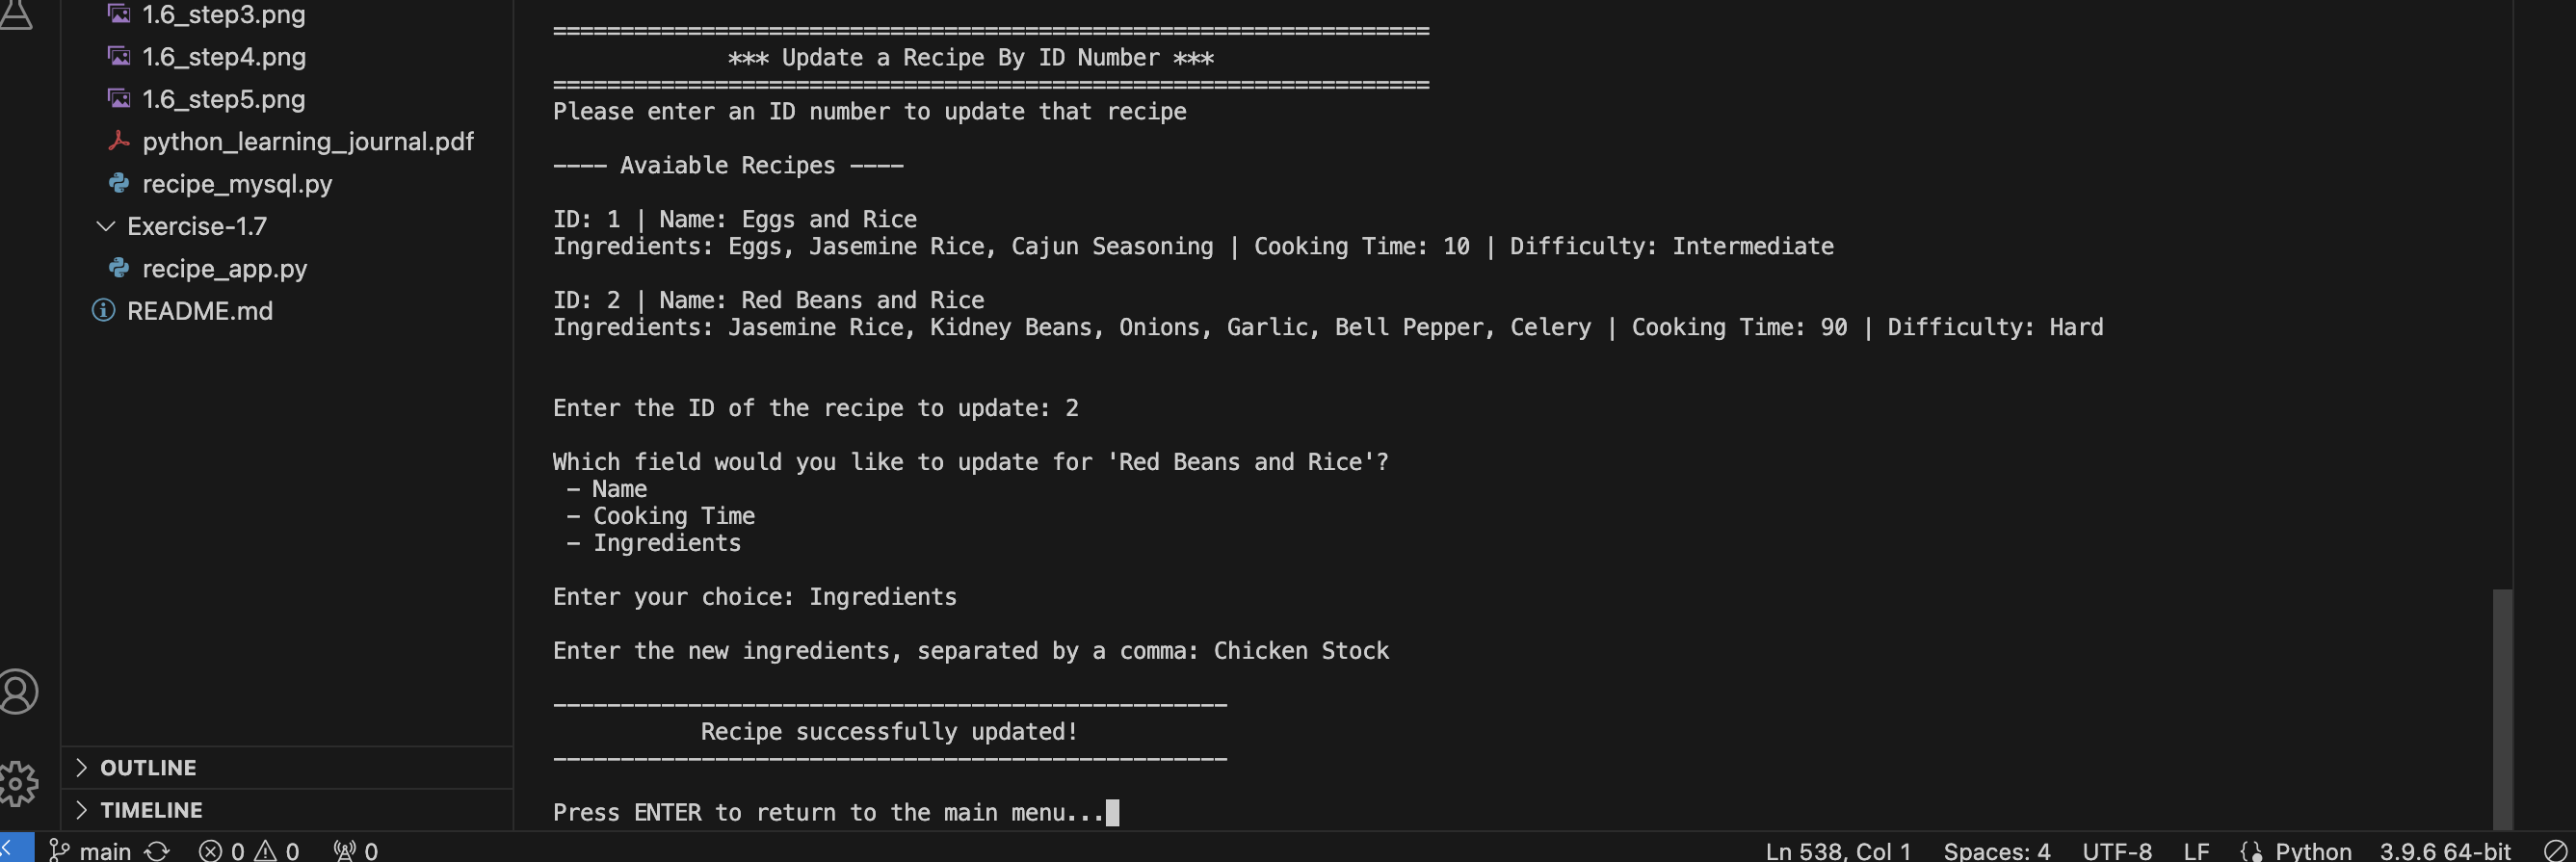 1.6_step3.png
1.6_step4.png
1.6_step5.png
python_learning_journal.pdf
recipe_mysql.py
Exercise-1.7
recipe_app.py
README.md
OUTLINE
TIMELINE
=================================================================
*** Update a Recipe By ID Number ***
=================================================================
Please enter an ID number to update that recipe
---- Avaiable Recipes ----
ID: 1 | Name: Eggs and Rice
Ingredients: Eggs, Jasemine Rice, Cajun Seasoning | Cooking Time: 10 | Difficulty: Intermediate
ID: 2 | Name: Red Beans and Rice
Ingredients: Jasemine Rice, Kidney Beans, Onions, Garlic, Bell Pepper, Celery | Cooking Time: 90 | Difficulty: Hard
Enter the ID of the recipe to update: 2
Which field would you like to update for 'Red Beans and Rice'?
- Name
- Cooking Time
- Ingredients
Enter your choice: Ingredients
Enter the new ingredients, separated by a comma: Chicken Stock
--------------------------------------------------
Recipe successfully updated!
--------------------------------------------------
Press ENTER to return to the main menu...
main 0 0 0 Ln 538, Col 1 Spaces: 4 UTF-8 LF Python 3.9.6 64-bit